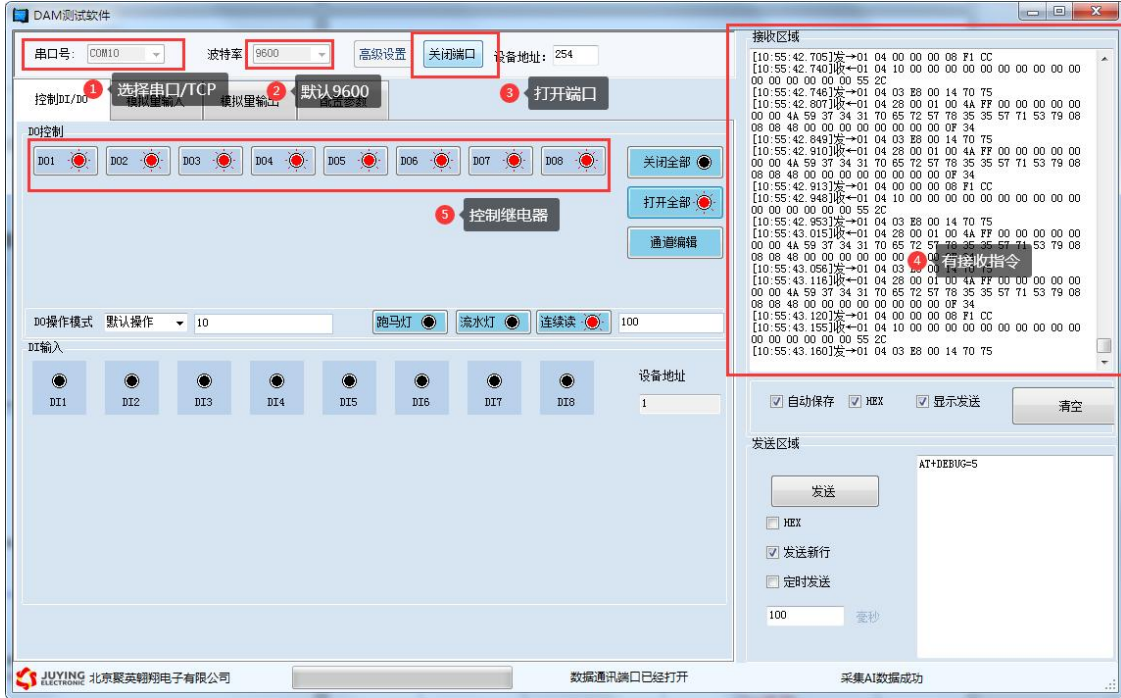 DAM测试软件
串口号: COM10 波特率 9600 高级设置 关闭端口 设备地址: 254
1 选择串口/TCP 2 默认9600 3 打开端口
控制DI/DO 模拟量输入 模拟量输出 配置参数
DO控制
DO1 DO2 DO3 DO4 DO5 DO6 DO7 DO8 关闭全部
打开全部
5 控制继电器
通道编辑
DO操作模式 默认操作 10 跑马灯 流水灯 连续读 100
DI输入
DI1 DI2 DI3 DI4 DI5 DI6 DI7 DI8
设备地址
1
接收区域
[10:55:42.705]发→01 04 00 00 00 08 F1 CC
[10:55:42.740]收←01 04 10 00 00 00 00 00 00 00 00 00
00 00 00 00 00 00 55 2C
[10:55:42.746]发→01 04 03 E8 00 14 70 75
[10:55:42.807]收←01 04 28 00 01 00 4A FF 00 00 00 00 00
00 00 4A 59 37 34 31 70 65 72 57 78 35 35 57 71 53 79 08
08 08 48 00 00 00 00 00 00 00 00 0F 34
[10:55:42.849]发→01 04 03 E8 00 14 70 75
[10:55:42.910]收←01 04 28 00 01 00 4A FF 00 00 00 00 00
00 00 4A 59 37 34 31 70 65 72 57 78 35 35 57 71 53 79 08
08 08 48 00 00 00 00 00 00 00 00 0F 34
[10:55:42.913]发→01 04 00 00 00 08 F1 CC
[10:55:42.948]收←01 04 10 00 00 00 00 00 00 00 00 00 00
00 00 00 00 00 00 55 2C
[10:55:42.953]发→01 04 03 E8 00 14 70 75
[10:55:43.015]收←01 04 28 00 01 00 4A FF 00 00 00 00 00
00 00 4A 59 37 34 31 70 65 72 57 78 35 35 57 71 53 79 08
08 08 48 00 00 00 00 00
4 有接收指令
[10:55:43.056]发→01 04 03 E8 00 14 70 75
[10:55:43.116]收←01 04 28 00 01 00 4A FF 00 00 00 00 00
00 00 4A 59 37 34 31 70 65 72 57 78 35 35 57 71 53 79 08
08 08 48 00 00 00 00 00 00 00 00 0F 34
[10:55:43.120]发→01 04 00 00 00 08 F1 CC
[10:55:43.155]收←01 04 10 00 00 00 00 00 00 00 00 00 00
00 00 00 00 00 00 55 2C
[10:55:43.160]发→01 04 03 E8 00 14 70 75
自动保存 HEX 显示发送 清空
发送区域
AT+DEBUG=5
发送
HEX
发送新行
定时发送
100 毫秒
JUYING ELECTRONIC 北京聚英翱翔电子有限公司 数据通讯端口已经打开 采集AI数据成功